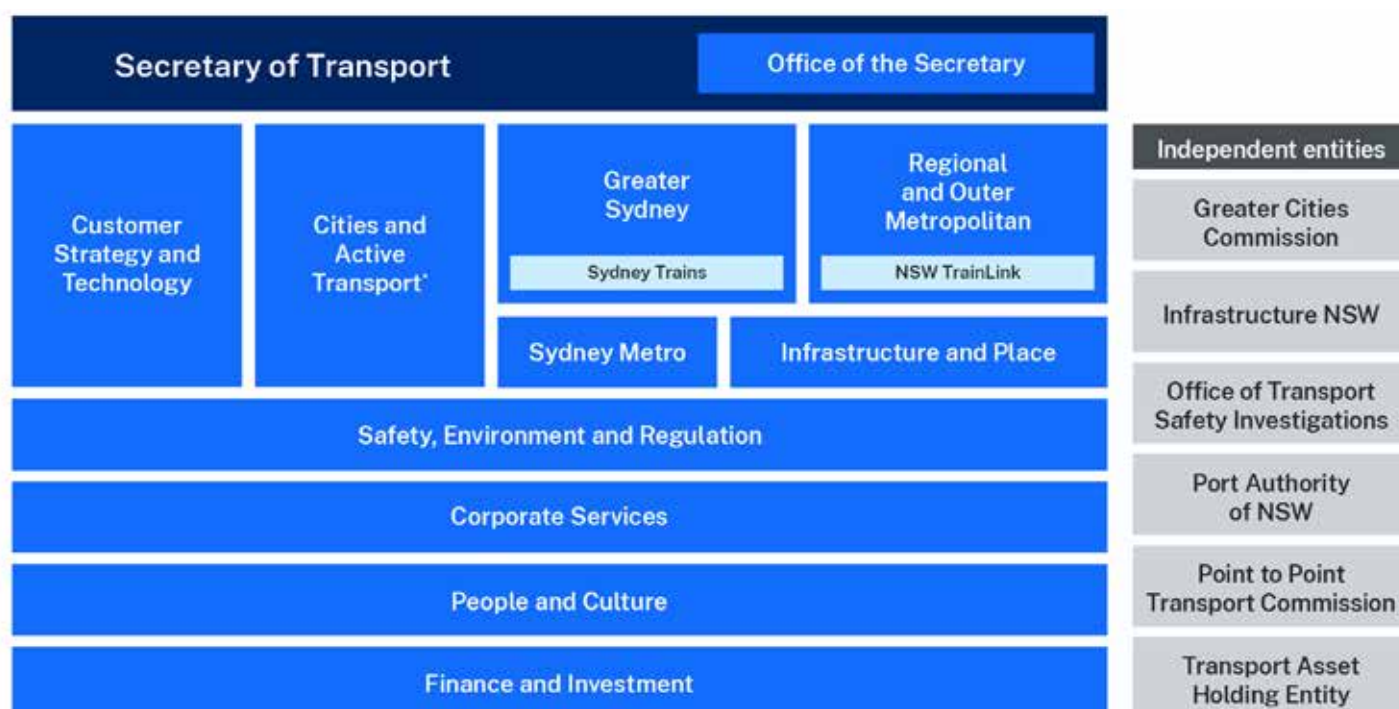 Secretary of Transport
Office of the Secretary
Customer
Strategy and
Technology
Cities and
Active
Transport*
Greater
Sydney
Sydney Trains
Regional
and Outer
Metropolitan
NSW TrainLink
Sydney Metro
Infrastructure and Place
Safety, Environment and Regulation
Corporate Services
People and Culture
Finance and Investment
Independent entities
Greater Cities
Commission
Infrastructure NSW
Office of Transport
Safety Investigations
Port Authority
of NSW
Point to Point
Transport Commission
Transport Asset
Holding Entity